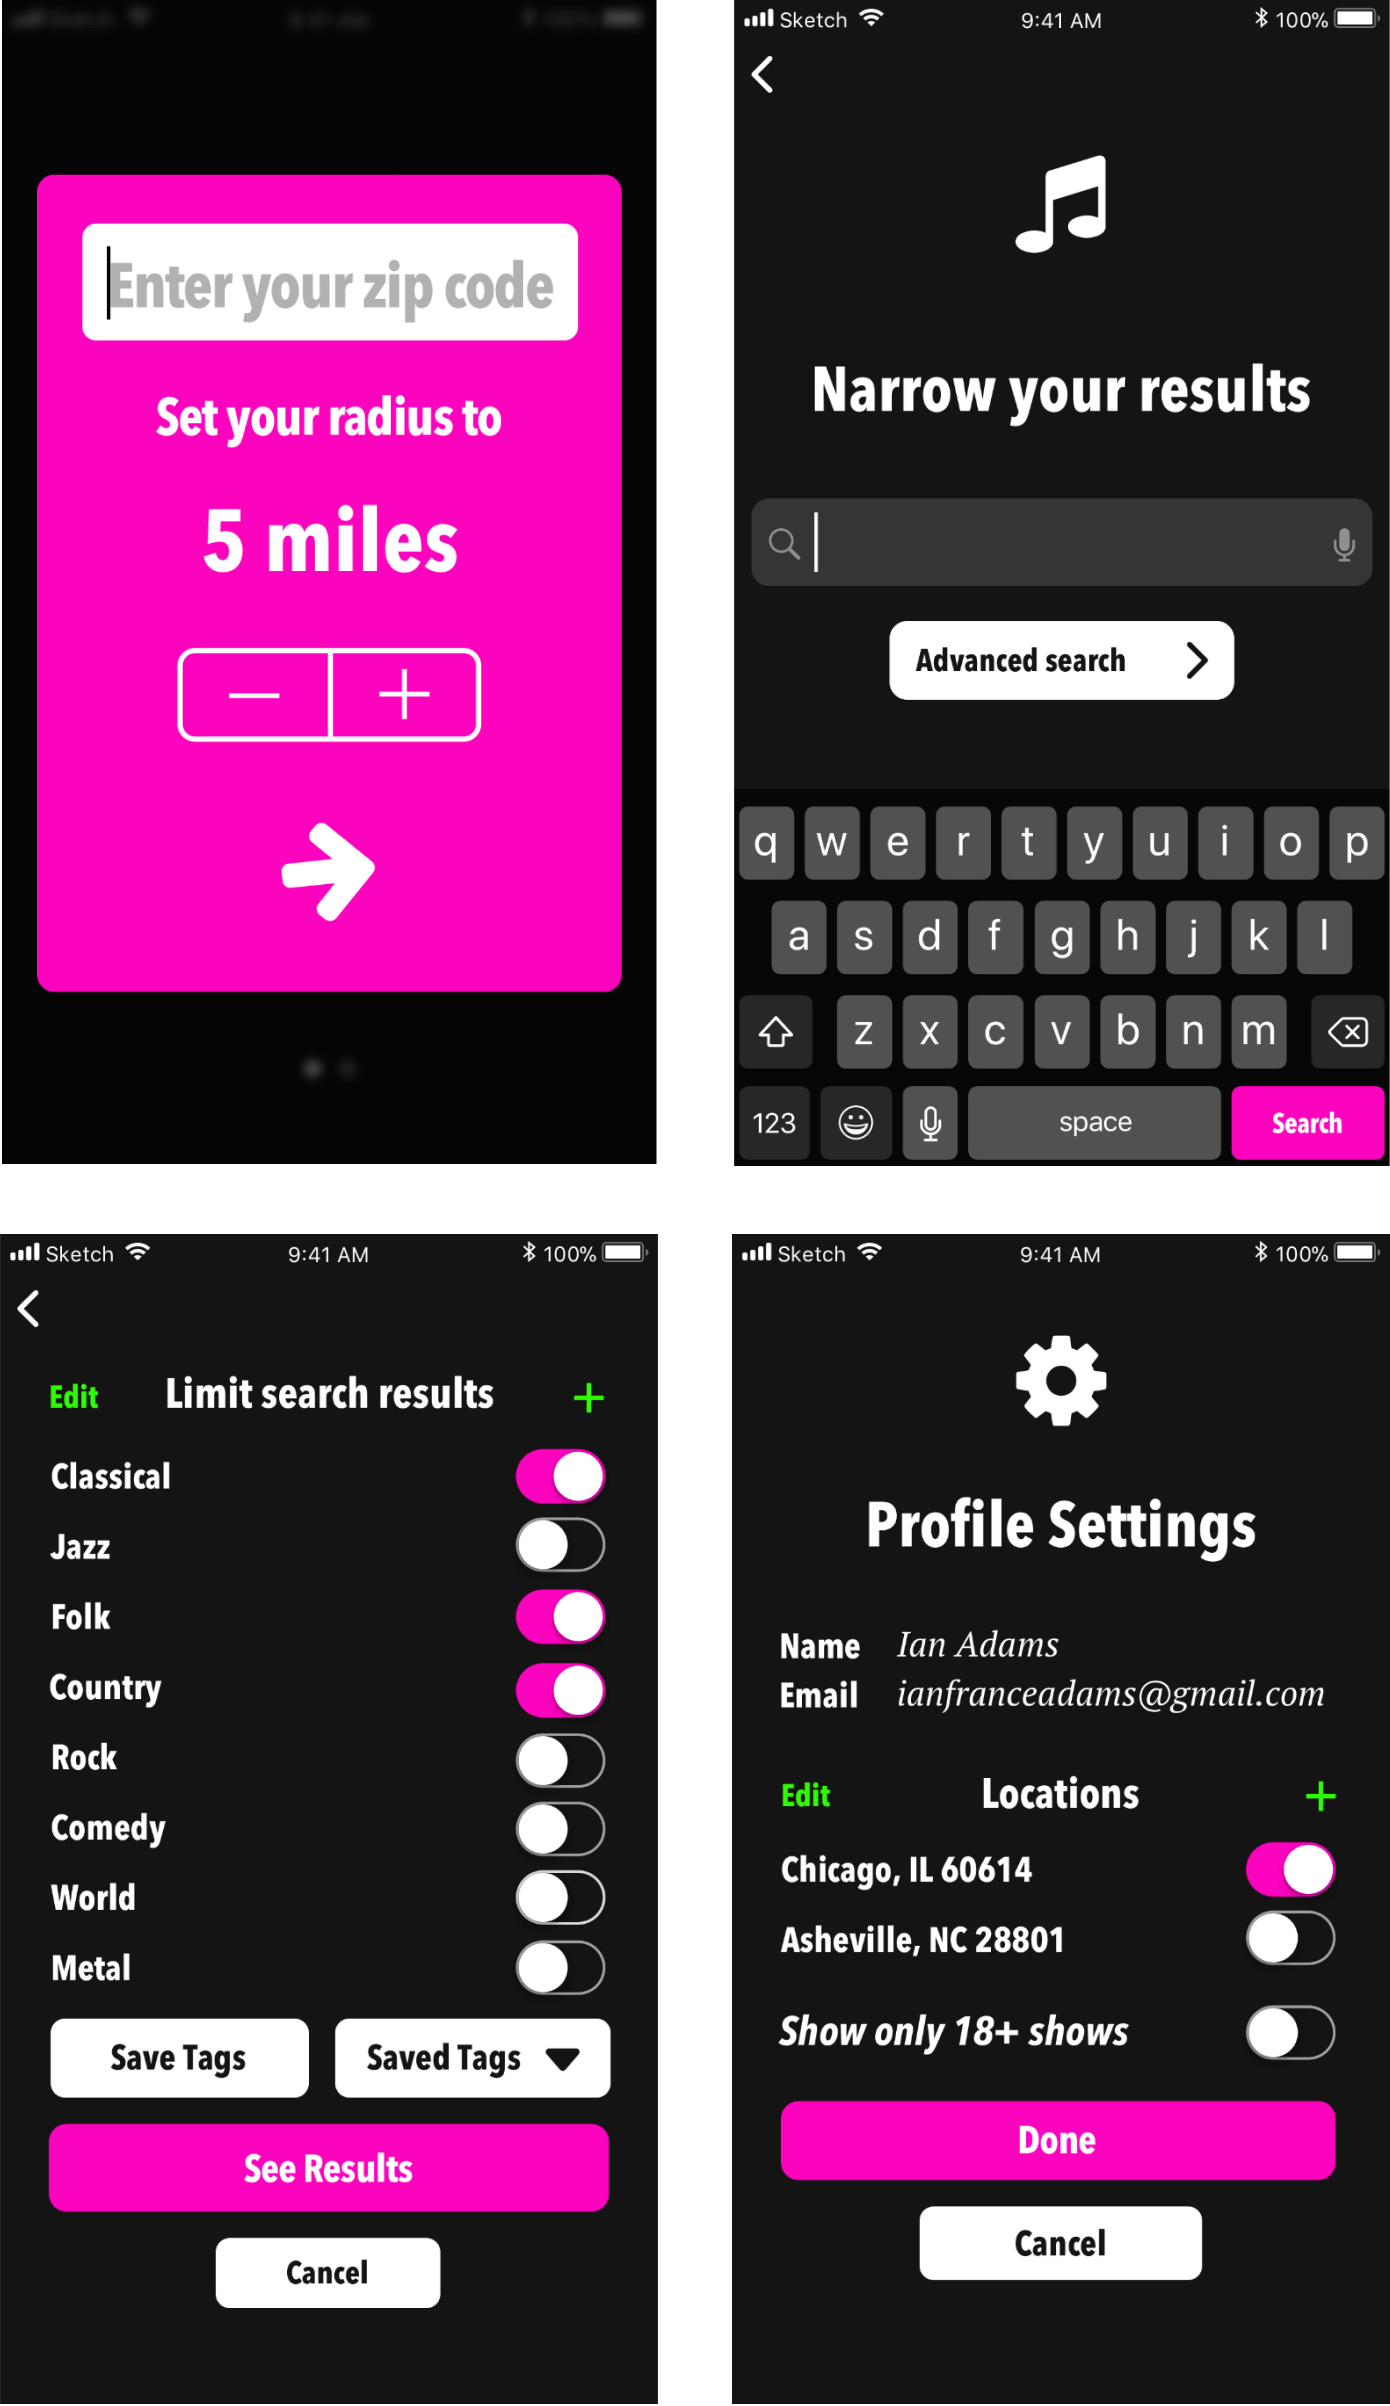 Enter your zip code
Set your radius to
5 miles
Sketch 9:41 AM 100%
Narrow your results
Advanced search
q w e r t y u i o p
a s d f g h j k l
z x c v b n m
123 space Search
Sketch 9:41 AM 100%
Edit Limit search results +
Classical
Jazz
Folk
Country
Rock
Comedy
World
Metal
Save Tags Saved Tags
See Results
Cancel
Sketch 9:41 AM 100%
Profile Settings
Name Ian Adams
Email ianfranceadams@gmail.com
Edit Locations +
Chicago, IL 60614
Asheville, NC 28801
Show only 18+ shows
Done
Cancel